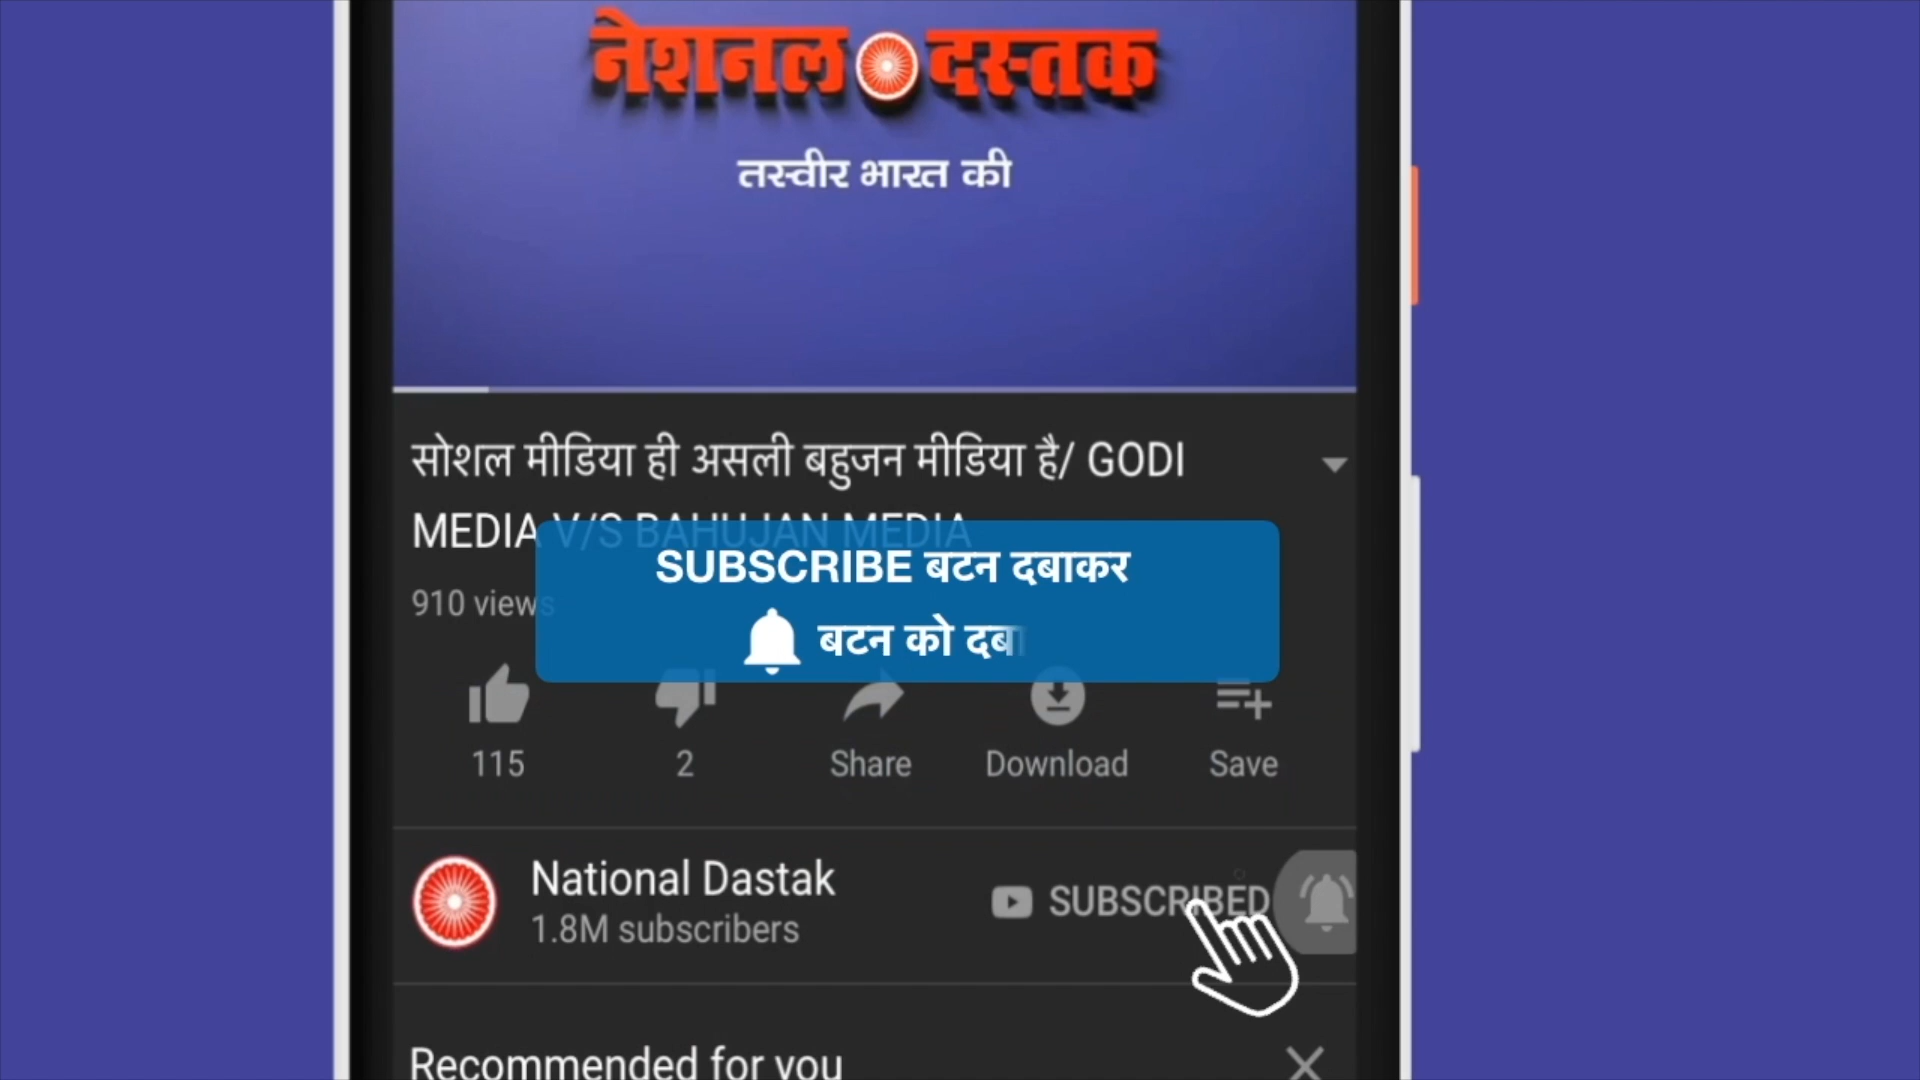 नेशनल दस्तक
तस्वीर भारत की
सोशल मीडिया ही असली बहुजन मीडिया है/ GODI
MEDIA V/S BAHUJAN MEDIA
SUBSCRIBE बटन दबाकर
910 views
बटन को दबा
115
2
Share
Download
Save
National Dastak
SUBSCRIBED
1.8M subscribers
Recommended for you